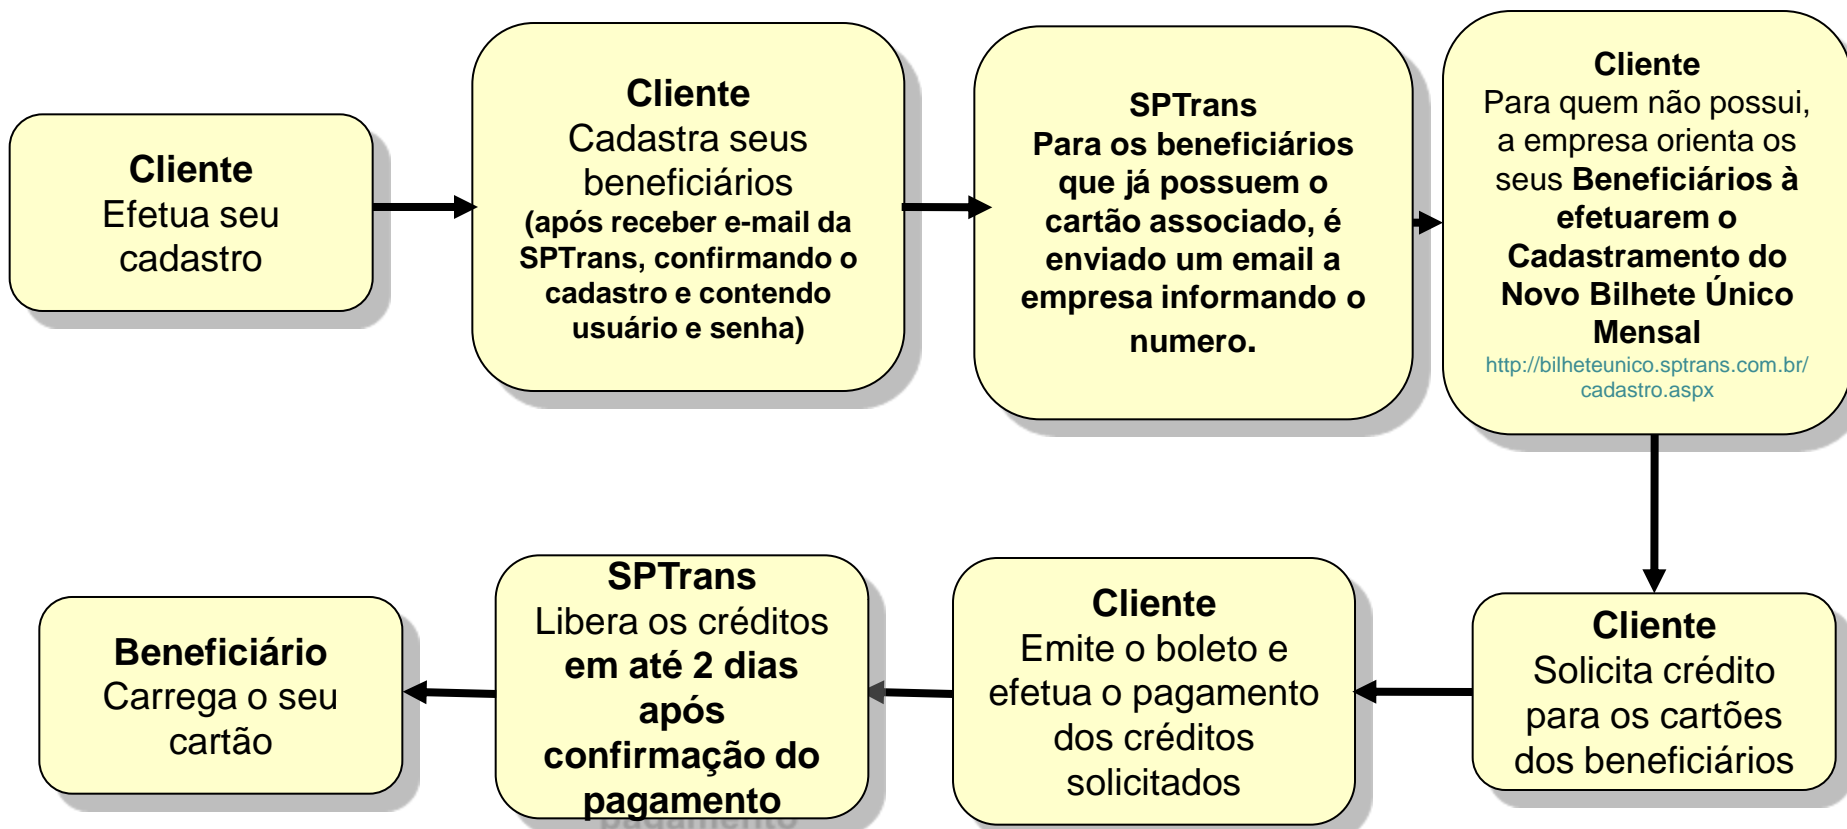 Cliente
Efetua seu
cadastro
Cliente
Cadastra seus
beneficiários
(após receber e-mail da
SPTrans, confirmando o
cadastro e contendo
usuário e senha)
SPTrans
Para os beneficiários
que já possuem o
cartão associado, é
enviado um email a
empresa informando o
numero.
Cliente
Para quem não possui,
a empresa orienta os
seus Beneficiários à
efetuarem o
Cadastramento do
Novo Bilhete Único
Mensal
http://bilheteunico.sptrans.com.br/
cadastro.aspx
Cliente
Solicita crédito
para os cartões
dos beneficiários
Cliente
Emite o boleto e
efetua o pagamento
dos créditos
solicitados
SPTrans
Libera os créditos
em até 2 dias
após
confirmação do
pagamento
Beneficiário
Carrega o seu
cartão